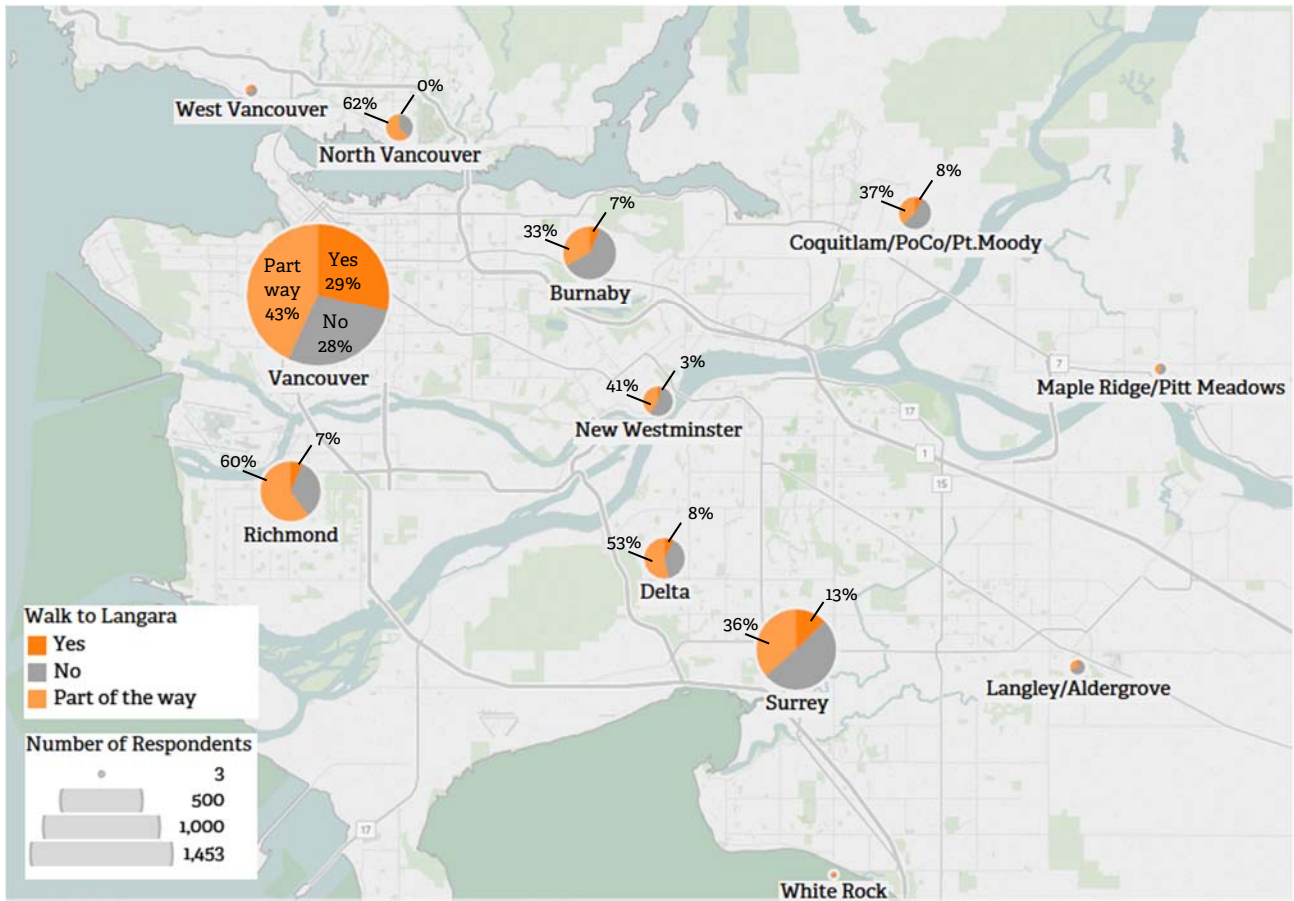 0%
62%
West Vancouver
North Vancouver
8%
37%
Coquitlam/PoCo/Pt.Moody
7%
33%
Burnaby
Part
way
43%
Yes
29%
No
28%
Vancouver
3%
41%
New Westminster
7
Maple Ridge/Pitt Meadows
17
1
15
7%
60%
Richmond
8%
53%
Delta
13%
36%
Surrey
Langley/Aldergrove
Walk to Langara
Yes
No
Part of the way
Number of Respondents
3
500
1,000
1,453
17
White Rock